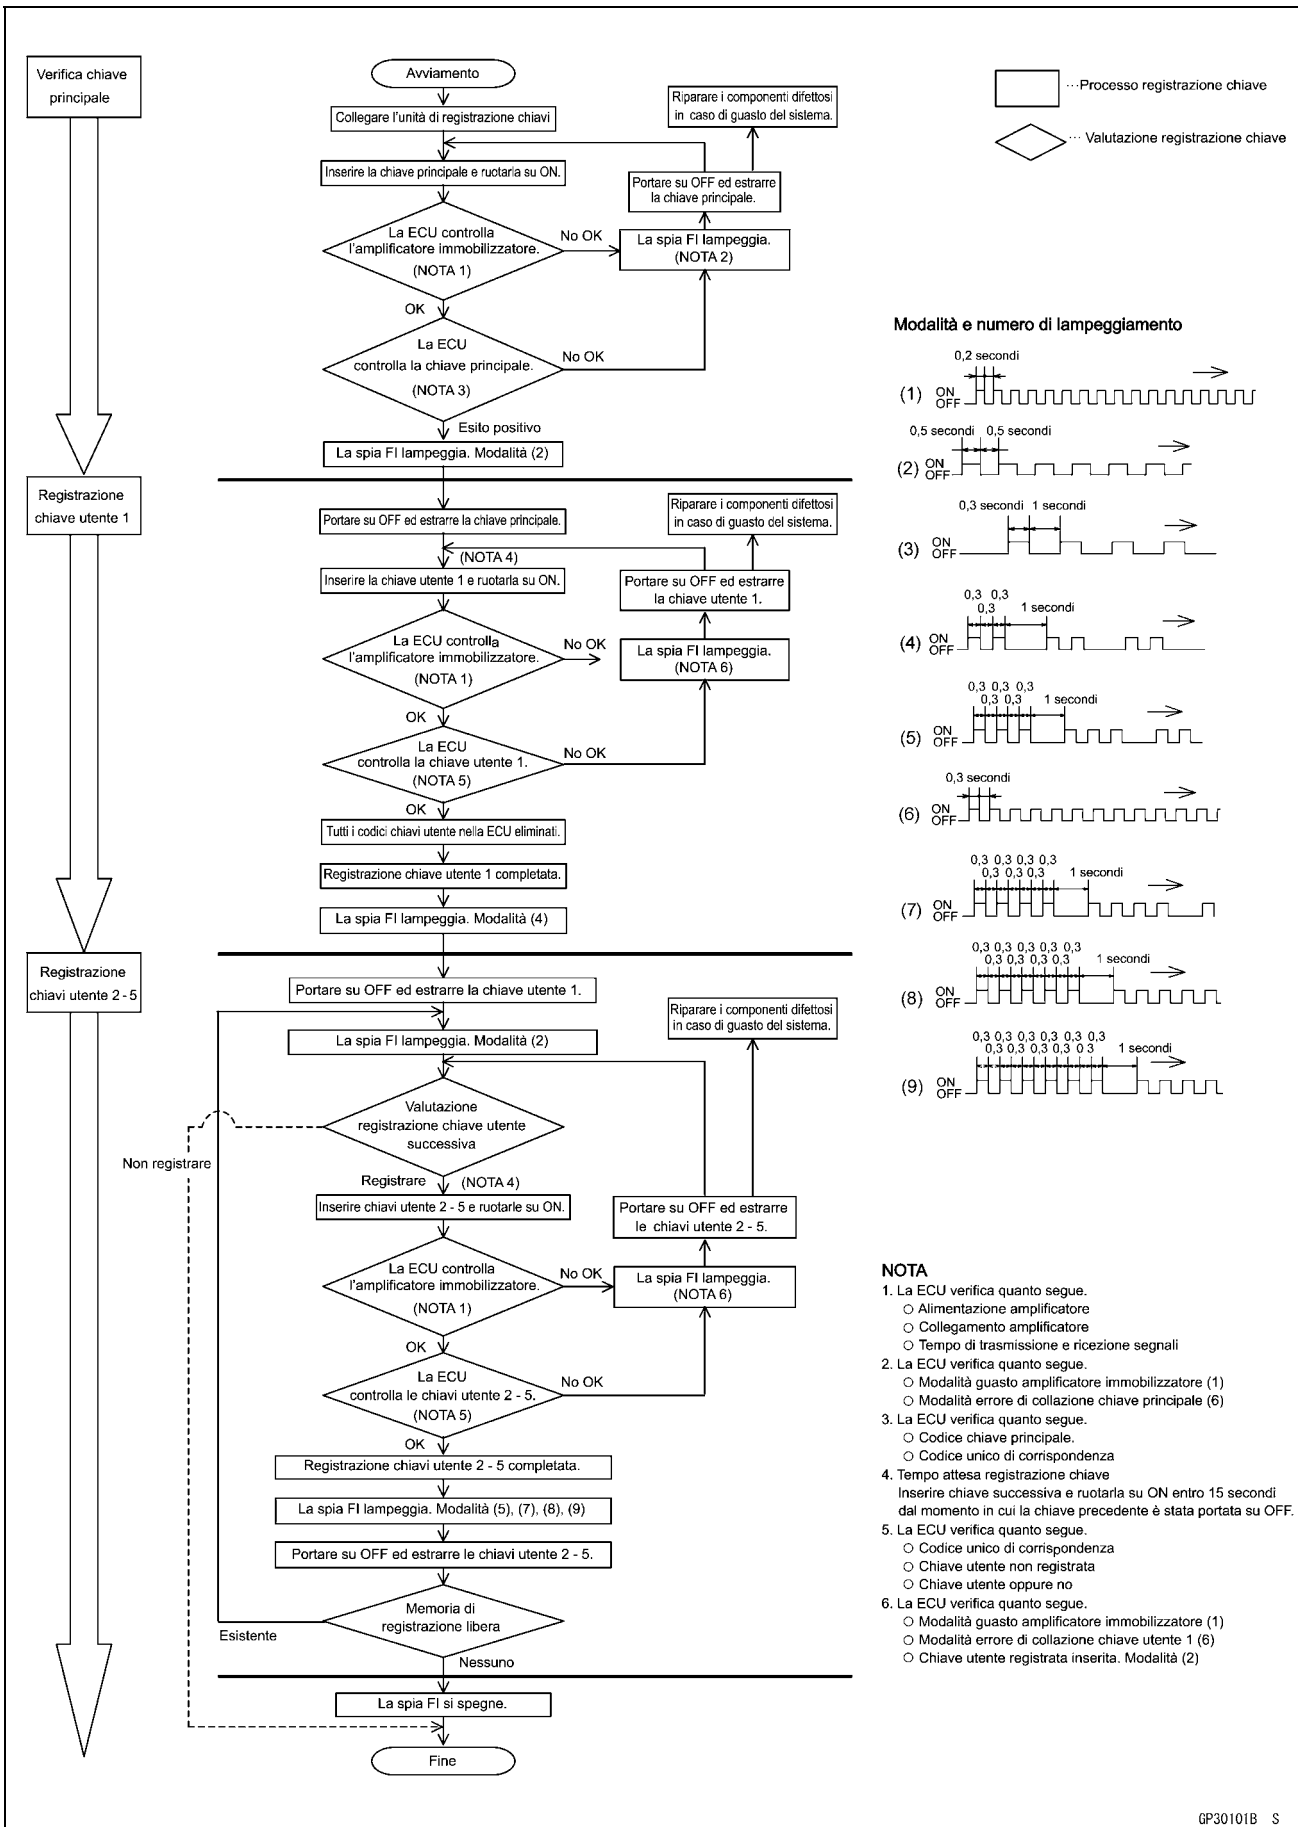 Verifica chiave
principale
Avviamento
Collegare l'unità di registrazione chiavi
Riparare i componenti difettosi
in caso di guasto del sistema.
Inserire la chiave principale e ruotarla su ON.
Portare su OFF ed estrarre
la chiave principale.
La ECU controlla
l'amplificatore immobilizzatore.
(NOTA 1)
No OK
La spia FI lampeggia.
(NOTA 2)
OK
La ECU
controlla la chiave principale.
(NOTA 3)
No OK
Esito positivo
La spia FI lampeggia. Modalità (2)
Registrazione
chiave utente 1
Portare su OFF ed estrarre la chiave principale.
Riparare i componenti difettosi
in caso di guasto del sistema.
(NOTA 4)
Inserire la chiave utente 1 e ruotarla su ON.
Portare su OFF ed estrarre
la chiave utente 1.
La ECU controlla
l'amplificatore immobilizzatore.
(NOTA 1)
No OK
La spia FI lampeggia.
(NOTA 6)
OK
La ECU
controlla la chiave utente 1.
(NOTA 5)
No OK
OK
Tutti i codici chiavi utente nella ECU eliminati.
Registrazione chiave utente 1 completata.
La spia FI lampeggia. Modalità (4)
Registrazione
chiavi utente 2 - 5
Portare su OFF ed estrarre la chiave utente 1.
Riparare i componenti difettosi
in caso di guasto del sistema.
La spia FI lampeggia. Modalità (2)
Valutazione
registrazione chiave utente
successiva
Non registrare
Registrare
(NOTA 4)
Inserire chiavi utente 2 - 5 e ruotarle su ON.
Portare su OFF ed estrarre
le chiavi utente 2 - 5.
La ECU controlla
l'amplificatore immobilizzatore.
(NOTA 1)
No OK
La spia FI lampeggia.
(NOTA 6)
OK
La ECU
controlla le chiavi utente 2 - 5.
(NOTA 5)
No OK
OK
Registrazione chiavi utente 2 - 5 completata.
La spia FI lampeggia. Modalità (5), (7), (8), (9)
Portare su OFF ed estrarre le chiavi utente 2 - 5.
Memoria di
registrazione libera
Esistente
Nessuno
La spia FI si spegne.
Fine
···Processo registrazione chiave
··· Valutazione registrazione chiave
Modalità e numero di lampeggiamento
0,2 secondi
(1) ON
OFF
0,5 secondi 0,5 secondi
(2) ON
OFF
0,3 secondi 1 secondi
(3) ON
OFF
0,3 0,3
0,3 1 secondi
(4) ON
OFF
0,3 0,3 0,3
0,3 0,3 1 secondi
(5) ON
OFF
0,3 secondi
(6) ON
OFF
0,3 0,3 0,3 0,3
0,3 0,3 0,3 1 secondi
(7) ON
OFF
0,3 0,3 0,3 0,3 0,3
0,3 0,3 0,3 0,3 1 secondi
(8) ON
OFF
0,3 0,3 0,3 0,3 0,3 0,3
0,3 0,3 0,3 0,3 0,3 1 secondi
(9) ON
OFF
NOTA
1. La ECU verifica quanto segue.
○ Alimentazione amplificatore
○ Collegamento amplificatore
○ Tempo di trasmissione e ricezione segnali
2. La ECU verifica quanto segue.
○ Modalità guasto amplificatore immobilizzatore (1)
○ Modalità errore di collazione chiave principale (6)
3. La ECU verifica quanto segue.
○ Codice chiave principale.
○ Codice unico di corrispondenza
4. Tempo attesa registrazione chiave
Inserire chiave successiva e ruotarla su ON entro 15 secondi
dal momento in cui la chiave precedente è stata portata su OFF.
5. La ECU verifica quanto segue.
○ Codice unico di corrispondenza
○ Chiave utente non registrata
○ Chiave utente oppure no
6. La ECU verifica quanto segue.
○ Modalità guasto amplificatore immobilizzatore (1)
○ Modalità errore di collazione chiave utente 1 (6)
○ Chiave utente registrata inserita. Modalità (2)
GP30101B S